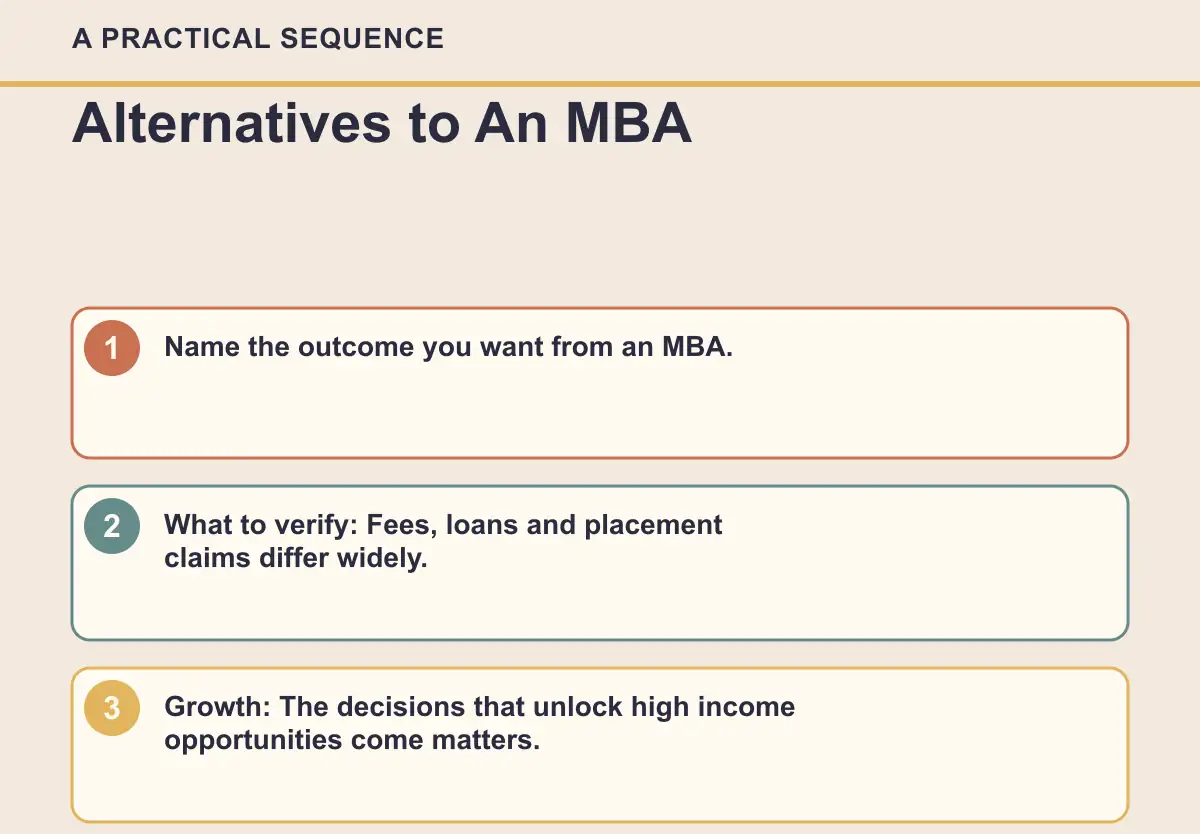 A PRACTICAL SEQUENCE
Alternatives to An MBA
1
Name the outcome you want from an MBA.
2
What to verify: Fees, loans and placement
claims differ widely.
3
Growth: The decisions that unlock high income
opportunities come matters.